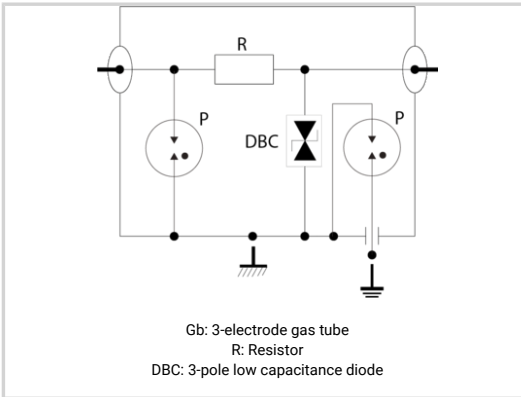 R
P
P
DBC
Gb: 3-electrode gas tube
R: Resistor
DBC: 3-pole low capacitance diode